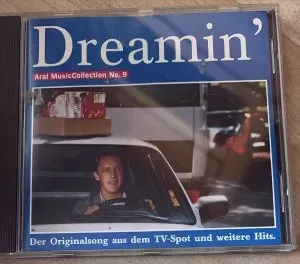 Dreamin'
Aral MusicCollection No. 9
Der Originalsong aus dem TV-Spot und weitere Hits.